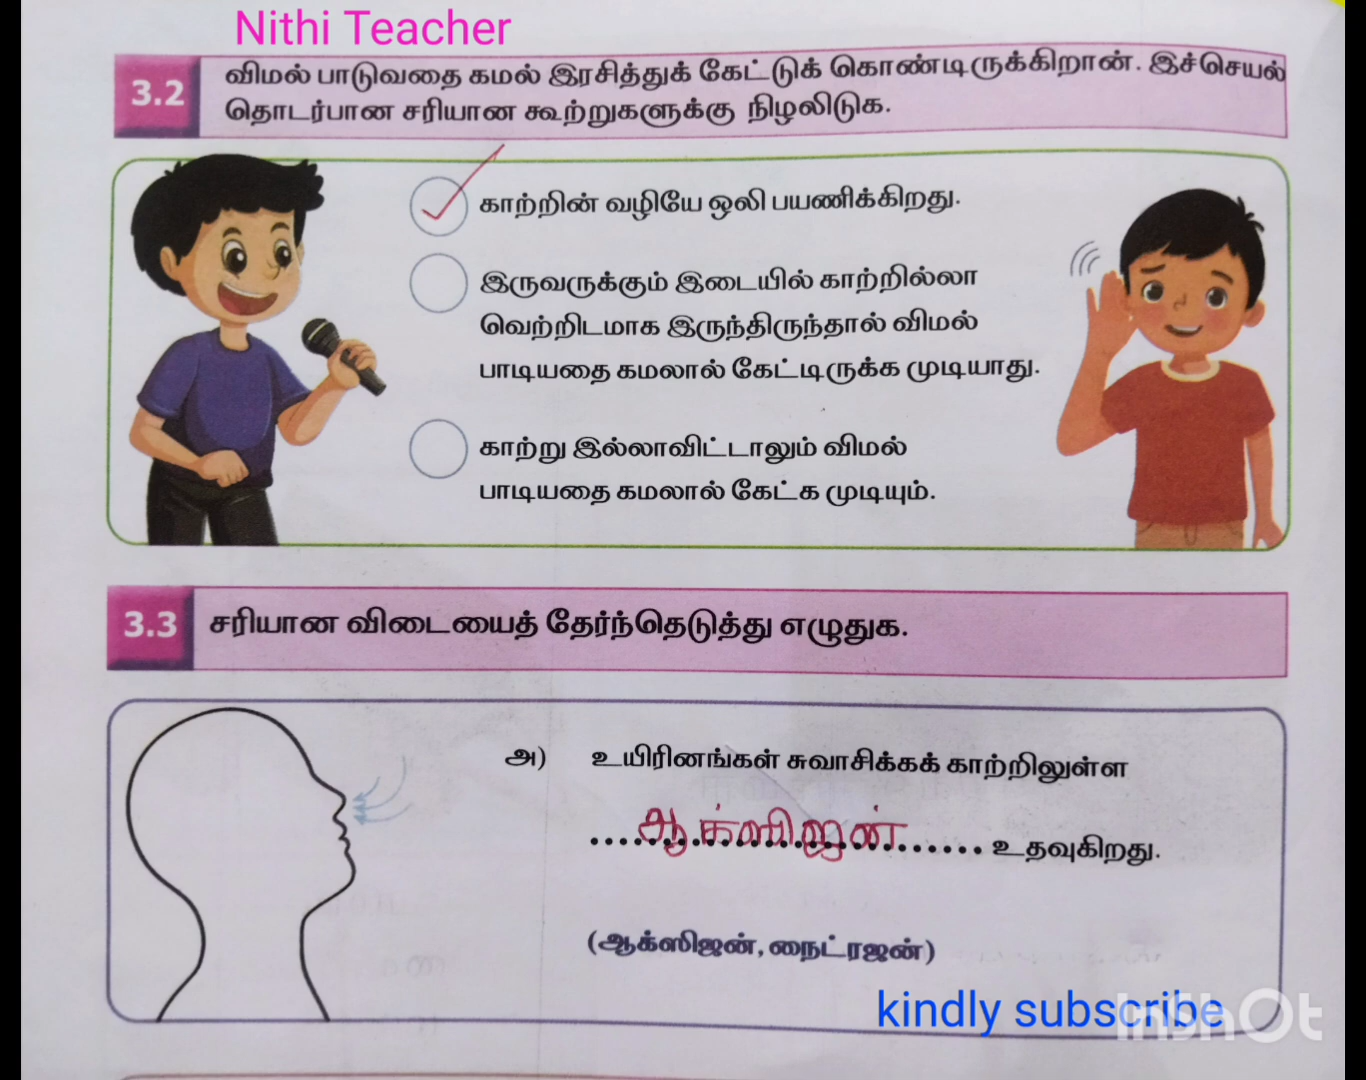 Nithi Teacher
3.2
விமல் பாடுவதை கமல் இரசித்துக் கேட்டுக் கொண்டிருக்கிறான். இச்செயல்
தொடர்பான சரியான கூற்றுகளுக்கு நிழலிடுக.
காற்றின் வழியே ஒலி பயணிக்கிறது.
இருவருக்கும் இடையில் காற்றில்லா
வெற்றிடமாக இருந்திருந்தால் விமல்
பாடியதை கமலால் கேட்டிருக்க முடியாது.
காற்று இல்லாவிட்டாலும் விமல்
பாடியதை கமலால் கேட்க முடியும்.
3.3 சரியான விடையைத் தேர்ந்தெடுத்து எழுதுக.
அ) உயிரினங்கள் சுவாசிக்கக் காற்றிலுள்ள
ஆக்ஸிஜன் உதவுகிறது.
(ஆக்ஸிஜன், நைட்ரஜன்)
kindly subscribe
InShOt